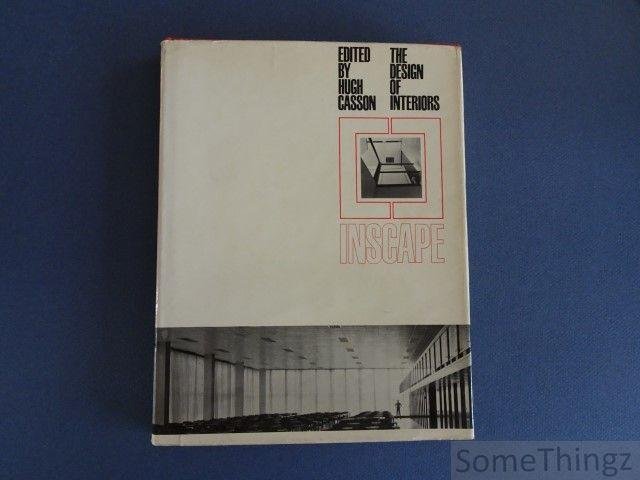 EDITED
BY
HUGH
CASSON
THE
DESIGN
OF
INTERIORS
INSCAPE
SomeThingz